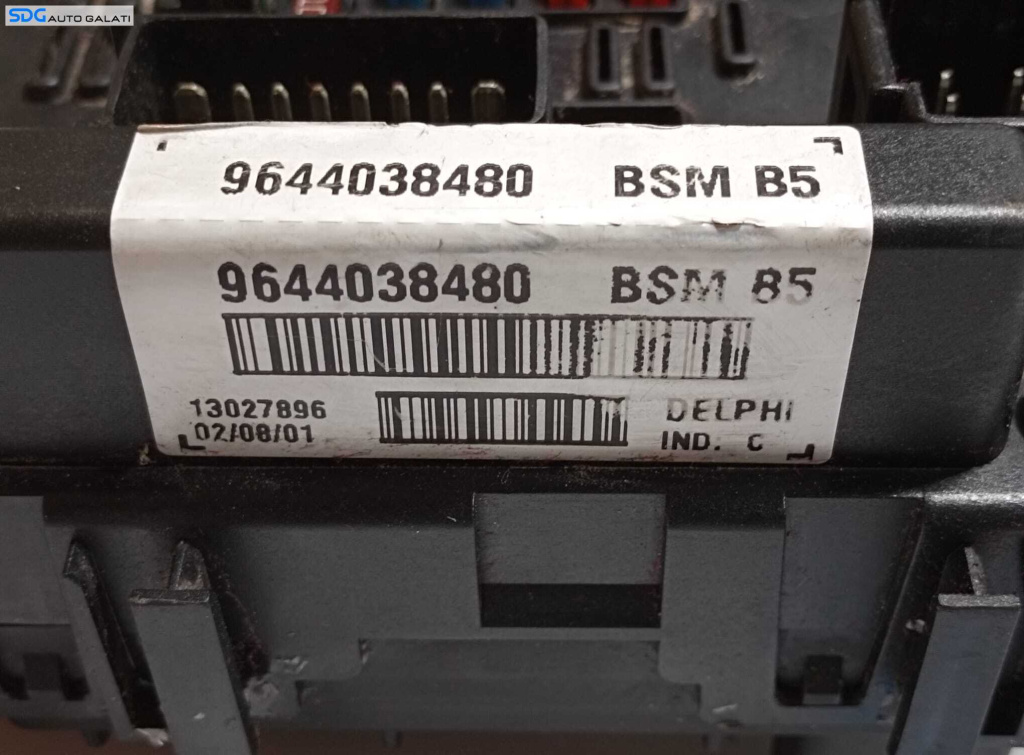 SDG AUTO GALATI
9644038480 BSM B5
9644038480 BSM B5
13027896 DELPHI
02/08/01 IND. C